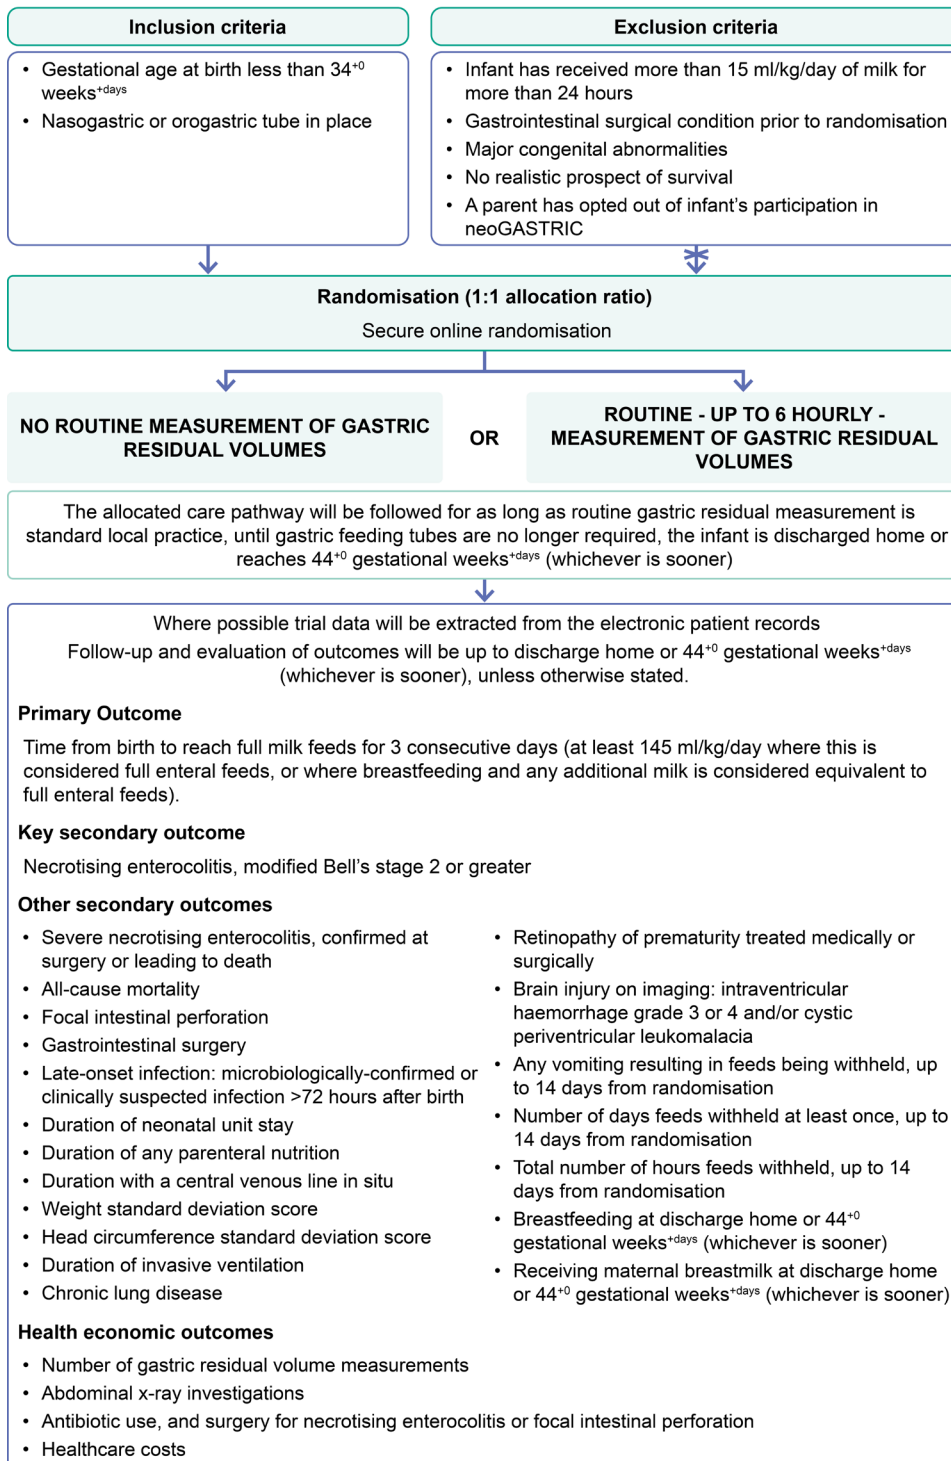 Inclusion criteria
• Gestational age at birth less than 34⁺⁰
weeks⁺ᵈᵃʸˢ
• Nasogastric or orogastric tube in place
Exclusion criteria
• Infant has received more than 15 ml/kg/day of milk for
more than 24 hours
• Gastrointestinal surgical condition prior to randomisation
• Major congenital abnormalities
• No realistic prospect of survival
• A parent has opted out of infant's participation in
neoGASTRIC
Randomisation (1:1 allocation ratio)
Secure online randomisation
NO ROUTINE MEASUREMENT OF GASTRIC
RESIDUAL VOLUMES
OR
ROUTINE - UP TO 6 HOURLY -
MEASUREMENT OF GASTRIC RESIDUAL
VOLUMES
The allocated care pathway will be followed for as long as routine gastric residual measurement is
standard local practice, until gastric feeding tubes are no longer required, the infant is discharged home or
reaches 44⁺⁰ gestational weeks⁺ᵈᵃʸˢ (whichever is sooner)
Where possible trial data will be extracted from the electronic patient records
Follow-up and evaluation of outcomes will be up to discharge home or 44⁺⁰ gestational weeks⁺ᵈᵃʸˢ
(whichever is sooner), unless otherwise stated.
Primary Outcome
Time from birth to reach full milk feeds for 3 consecutive days (at least 145 ml/kg/day where this is
considered full enteral feeds, or where breastfeeding and any additional milk is considered equivalent to
full enteral feeds).
Key secondary outcome
Necrotising enterocolitis, modified Bell's stage 2 or greater
Other secondary outcomes
• Severe necrotising enterocolitis, confirmed at
surgery or leading to death
• All-cause mortality
• Focal intestinal perforation
• Gastrointestinal surgery
• Late-onset infection: microbiologically-confirmed or
clinically suspected infection >72 hours after birth
• Duration of neonatal unit stay
• Duration of any parenteral nutrition
• Duration with a central venous line in situ
• Weight standard deviation score
• Head circumference standard deviation score
• Duration of invasive ventilation
• Chronic lung disease
• Retinopathy of prematurity treated medically or
surgically
• Brain injury on imaging: intraventricular
haemorrhage grade 3 or 4 and/or cystic
periventricular leukomalacia
• Any vomiting resulting in feeds being withheld, up
to 14 days from randomisation
• Number of days feeds withheld at least once, up to
14 days from randomisation
• Total number of hours feeds withheld, up to 14
days from randomisation
• Breastfeeding at discharge home or 44⁺⁰
gestational weeks⁺ᵈᵃʸˢ (whichever is sooner)
• Receiving maternal breastmilk at discharge home
or 44⁺⁰ gestational weeks⁺ᵈᵃʸˢ (whichever is sooner)
Health economic outcomes
• Number of gastric residual volume measurements
• Abdominal x-ray investigations
• Antibiotic use, and surgery for necrotising enterocolitis or focal intestinal perforation
• Healthcare costs